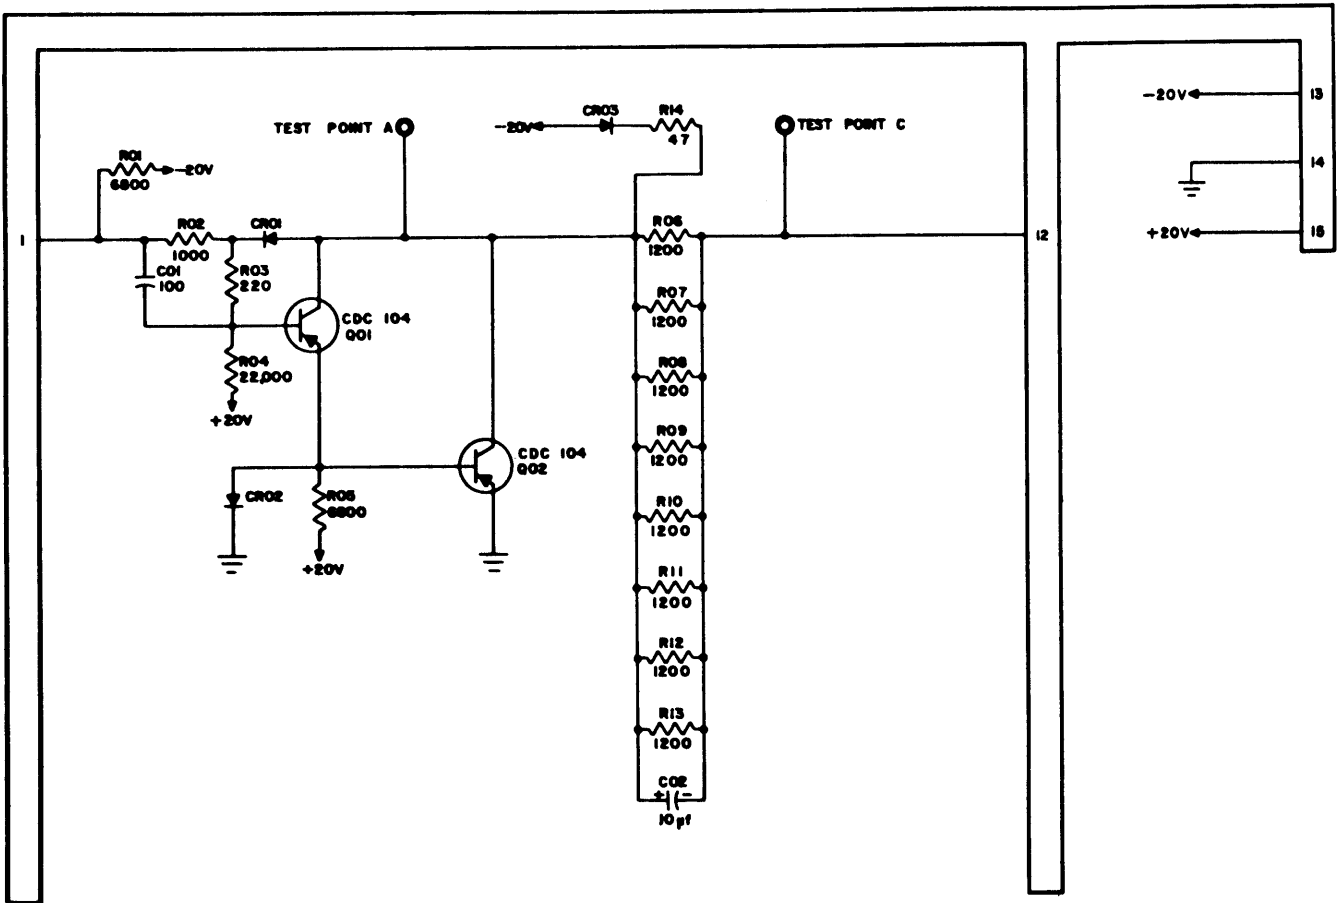 TEST POINT A
-20V
CR03
R14
47
TEST POINT C
-20V
13
14
+20V
15
R01
6800
-20V
1
R02
1000
CR01
C01
100
R03
220
CDC 104
Q01
R04
22,000
+20V
CR02
R05
6800
+20V
CDC 104
Q02
R06
1200
R07
1200
R08
1200
R09
1200
R10
1200
R11
1200
R12
1200
R13
1200
C02
+ -
10 µf
12